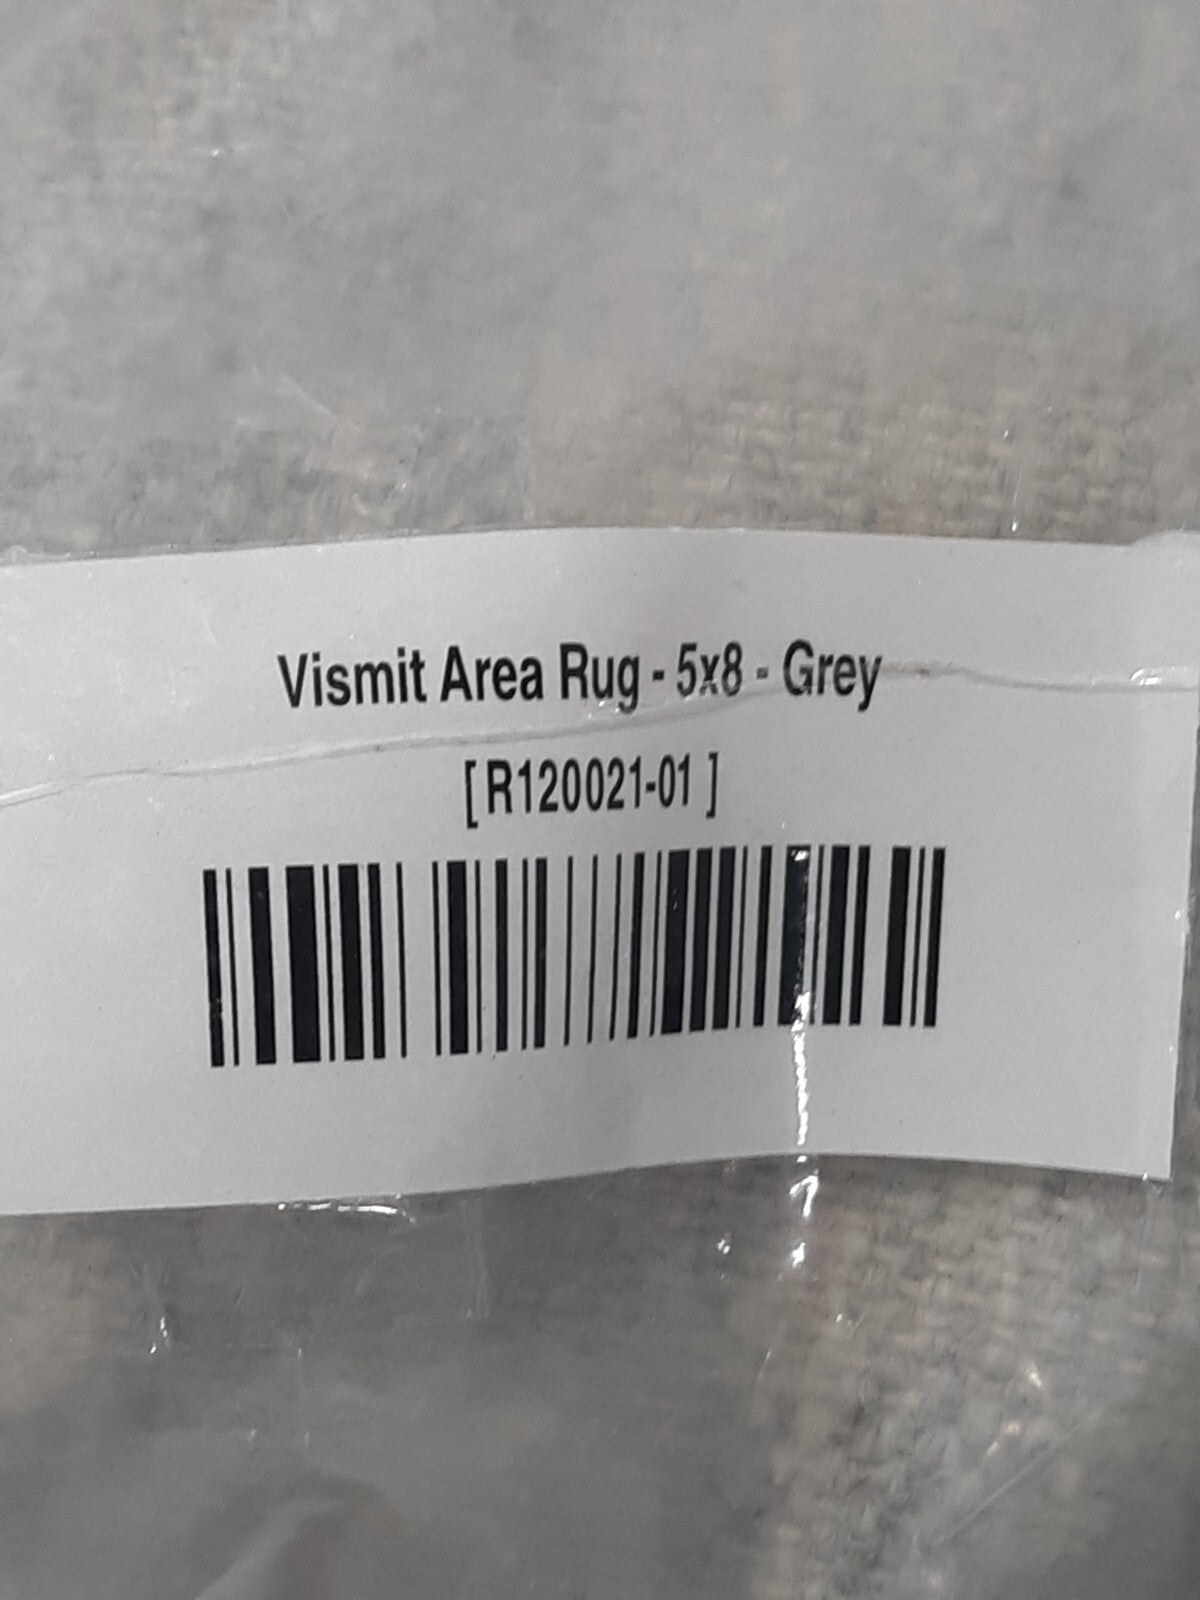 Vismit Area Rug - 5x8 - Grey
[ R120021-01 ]